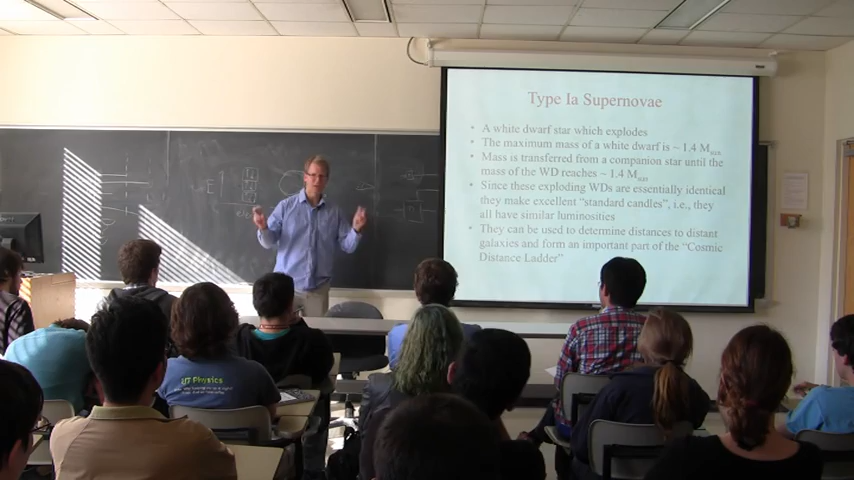 Type Ia Supernovae
• A white dwarf star which explodes
• The maximum mass of a white dwarf is ~ 1.4 Msun
• Mass is transferred from a companion star until the
mass of the WD reaches ~ 1.4 Msun
• Since these exploding WDs are essentially identical
they make excellent “standard candles”, i.e., they
all have similar luminosities
• They can be used to determine distances to distant
galaxies and form an important part of the “Cosmic
Distance Ladder”
Physics